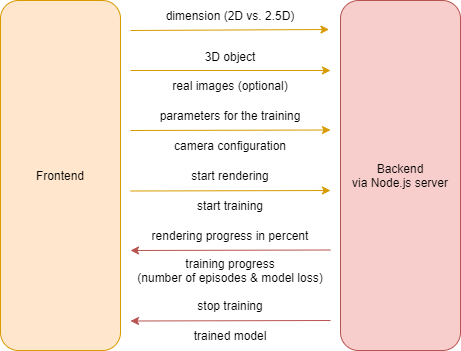 dimension (2D vs. 2.5D)
3D object
real images (optional)
parameters for the training
camera configuration
Frontend
start rendering
start training
Backend
via Node.js server
rendering progress in percent
training progress
(number of episodes & model loss)
stop training
trained model